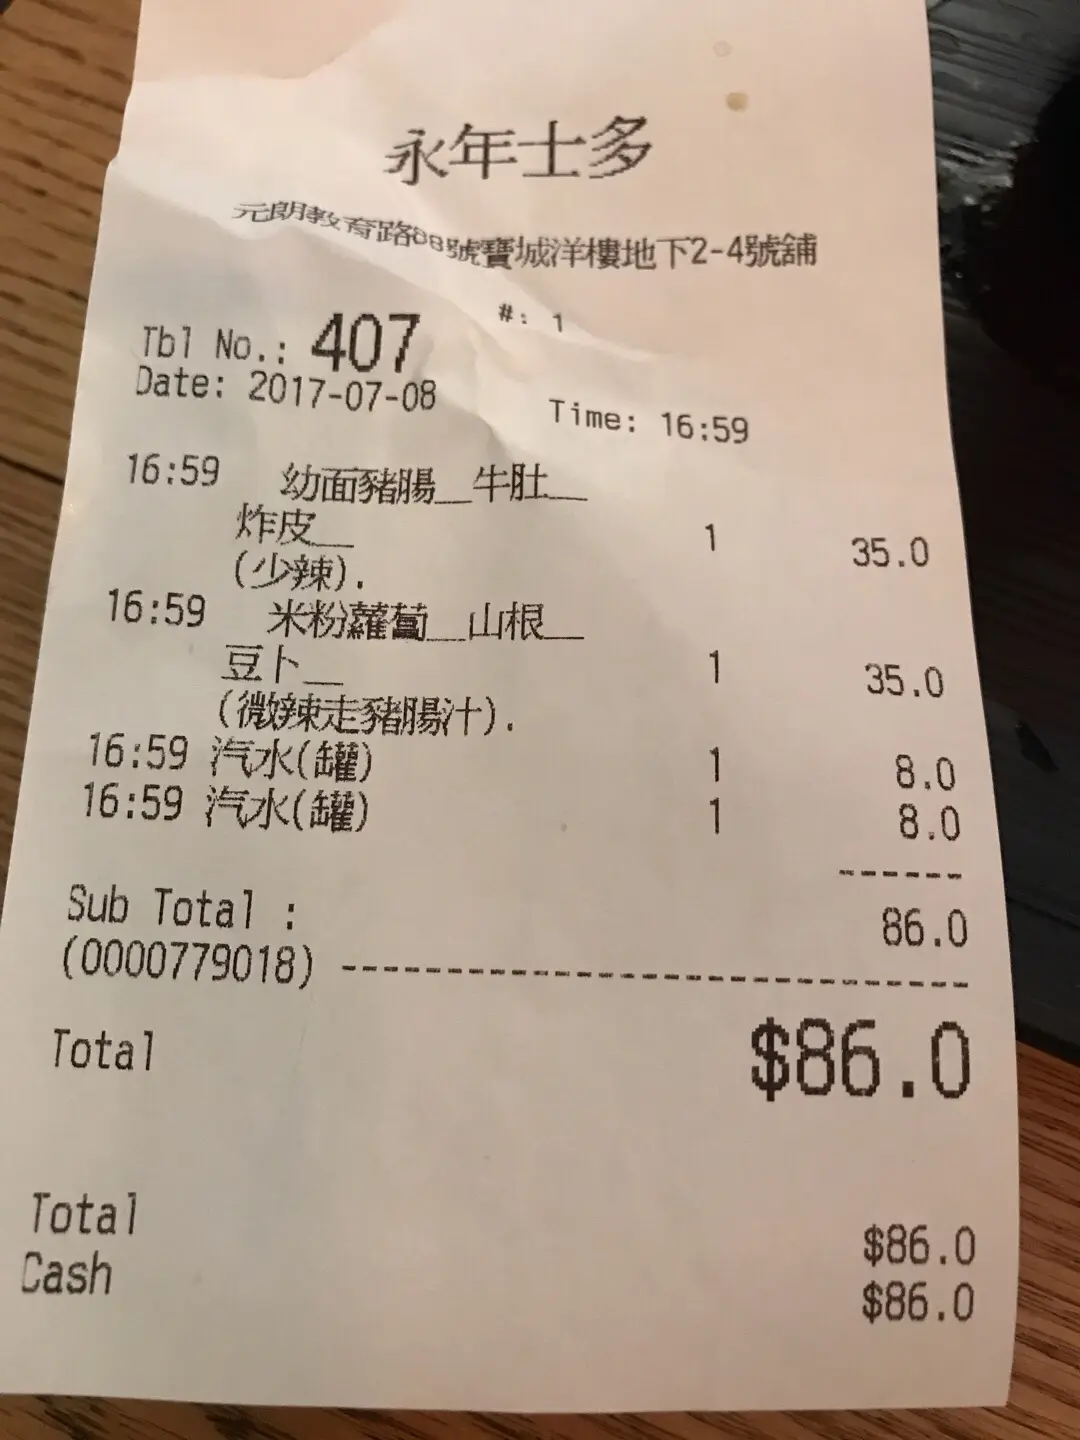 永年士多
元朗教育路88號寶城洋樓地下2-4號舖
#: 1
Tbl No.: 407
Date: 2017-07-08 Time: 16:59
16:59 幼面豬腸__牛肚__
炸皮__ 1 35.0
(少辣).
16:59 米粉蘿蔔__山根__
豆卜__ 1 35.0
(微辣走豬腸汁).
16:59 汽水(罐) 1 8.0
16:59 汽水(罐) 1 8.0
------
Sub Total : 86.0
(0000779018) ------------------------------
Total $86.0
Total $86.0
Cash $86.0